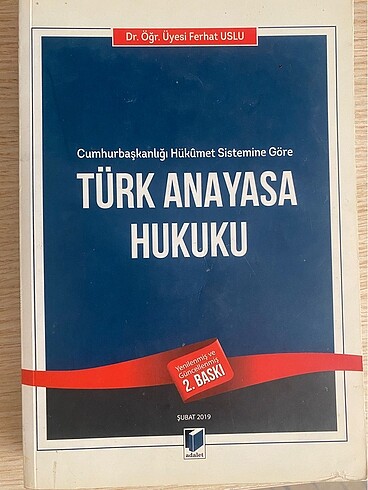 Dr. Öğr. Üyesi Ferhat USLU
Cumhurbaşkanlığı Hükûmet Sistemine Göre
TÜRK ANAYASA
HUKUKU
Yenilenmiş ve
Güncellenmiş
2. BASKI
ŞUBAT 2019
adalet